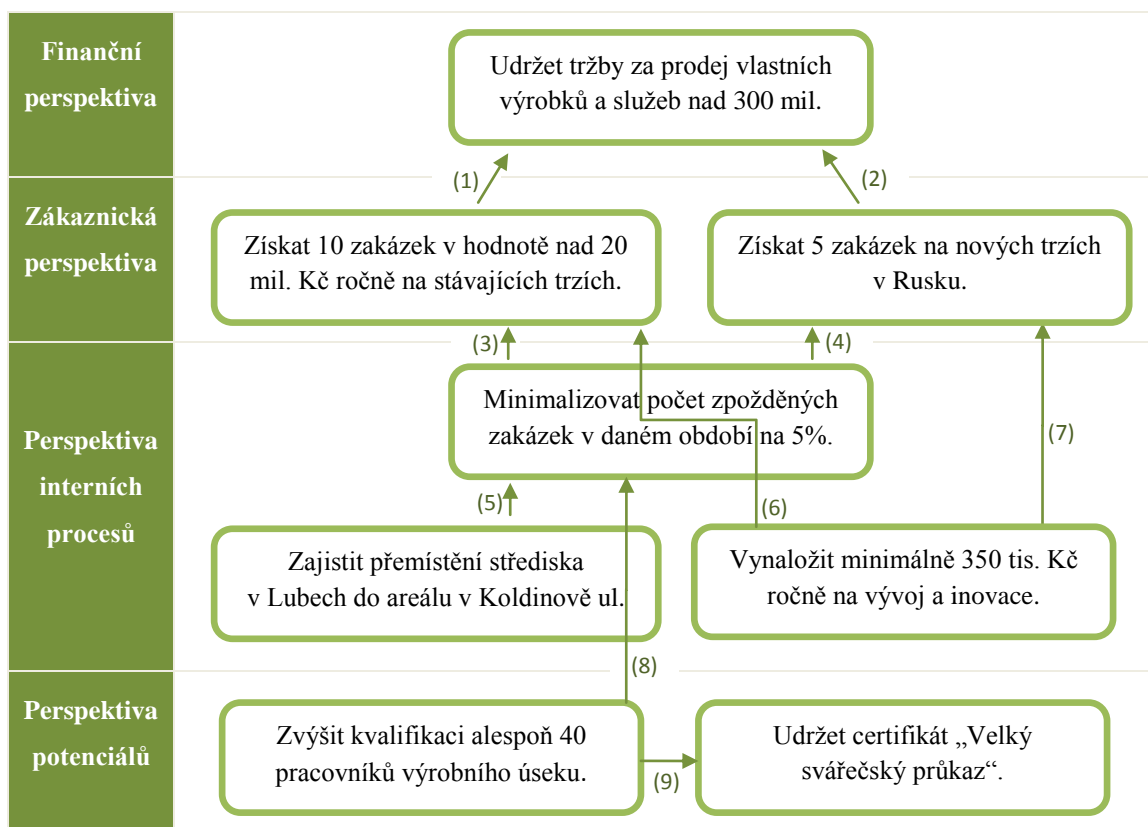 Finanční
perspektiva
Udržet tržby za prodej vlastních
výrobků a služeb nad 300 mil.
(1)
(2)
Zákaznická
perspektiva
Získat 10 zakázek v hodnotě nad 20
mil. Kč ročně na stávajících trzích.
Získat 5 zakázek na nových trzích
v Rusku.
(3)
(4)
Perspektiva
interních
procesů
Minimalizovat počet zpožděných
zakázek v daném období na 5%.
(7)
(5)
(6)
Zajistit přemístění střediska
v Lubech do areálu v Koldinově ul.
Vynaložit minimálně 350 tis. Kč
ročně na vývoj a inovace.
(8)
Perspektiva
potenciálů
Zvýšit kvalifikaci alespoň 40
pracovníků výrobního úseku.
(9)
Udržet certifikát „Velký
svářečský průkaz“.